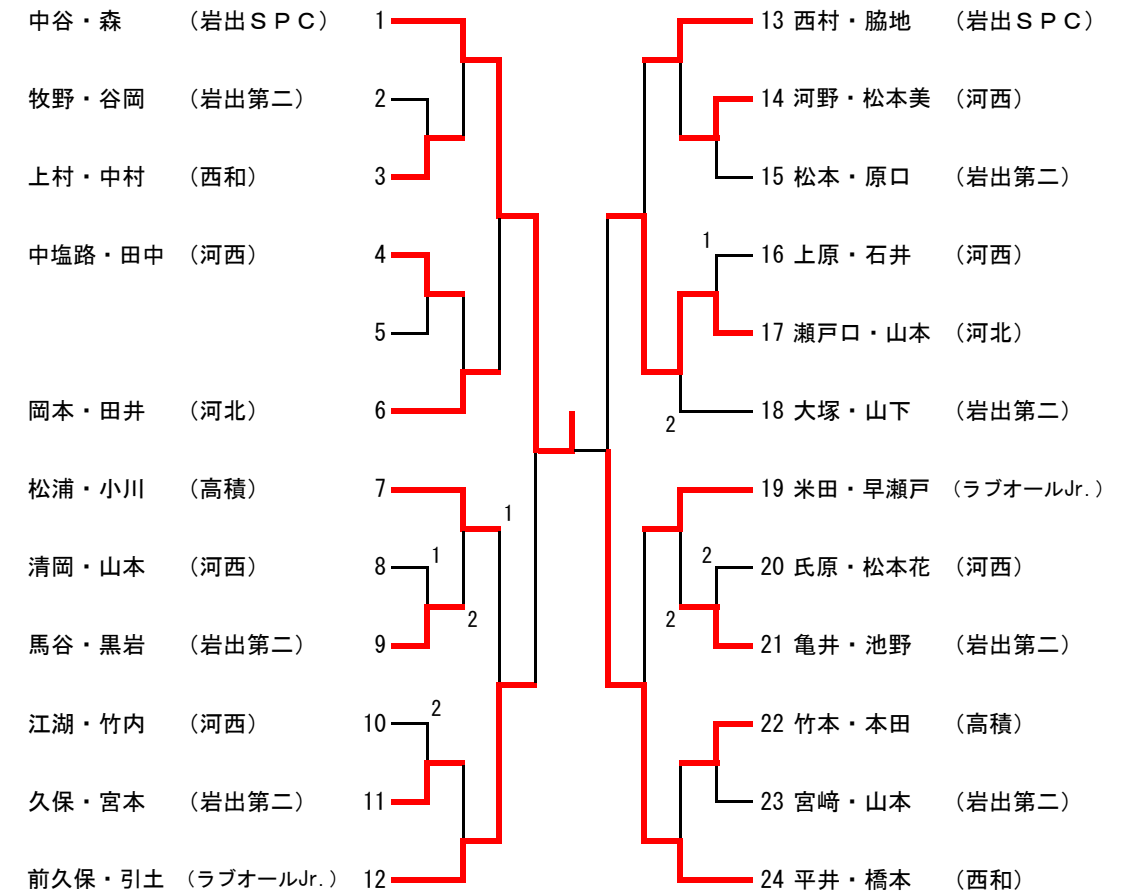 中谷・森 (岩出SPC) 1
牧野・谷岡 (岩出第二) 2
上村・中村 (西和) 3
中塩路・田中 (河西) 4
5
岡本・田井 (河北) 6
松浦・小川 (高積) 7
1
清岡・山本 (河西) 8 1
馬谷・黒岩 (岩出第二) 9
2
江湖・竹内 (河西) 10 2
久保・宮本 (岩出第二) 11
前久保・引土 (ラブオールJr.) 12
13 西村・脇地 (岩出SPC)
14 河野・松本美 (河西)
15 松本・原口 (岩出第二)
1 16 上原・石井 (河西)
17 瀬戸口・山本 (河北)
18 大塚・山下 (岩出第二)
2
19 米田・早瀬戸 (ラブオールJr.)
2 20 氏原・松本花 (河西)
2
21 亀井・池野 (岩出第二)
22 竹本・本田 (高積)
23 宮﨑・山本 (岩出第二)
24 平井・橋本 (西和)